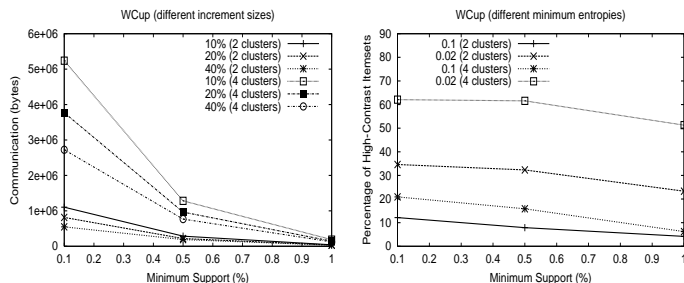 WCup (different increment sizes)
Communication (bytes)
6e+06
5e+06
4e+06
3e+06
2e+06
1e+06
0
10% (2 clusters)
20% (2 clusters)
40% (2 clusters)
10% (4 clusters)
20% (4 clusters)
40% (4 clusters)
0.1 0.2 0.3 0.4 0.5 0.6 0.7 0.8 0.9 1
Minimum Support (%)
WCup (different minimum entropies)
Percentage of High-Contrast Itemsets
90
80
70
60
50
40
30
20
10
0
0.1 (2 clusters)
0.02 (2 clusters)
0.1 (4 clusters)
0.02 (4 clusters)
0.1 0.2 0.3 0.4 0.5 0.6 0.7 0.8 0.9 1
Minimum Support (%)